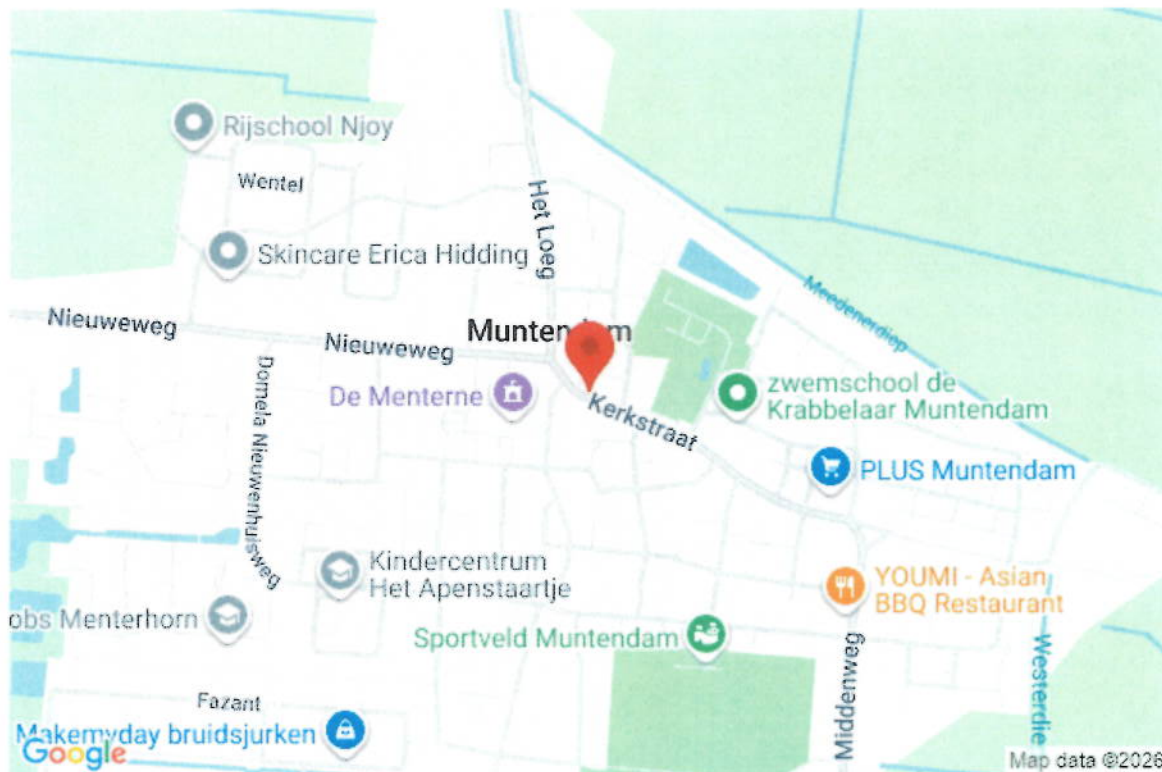 Rijschool Njoy
Wentel
Het Loeg
Skincare Erica Hidding
Meedenerdiep
Nieuweweg
Nieuweweg
Muntendam
De Menterne
zwemschool de
Krabbelaar Muntendam
Domela Nieuwenhuisweg
Kerkstraat
PLUS Muntendam
Kindercentrum
Het Apenstaartje
YOUMI - Asian
BBQ Restaurant
obs Menterhorn
Sportveld Muntendam
Middenweg
Westerdie
Fazant
Makemyday bruidsjurken
Google
Map data ©2026